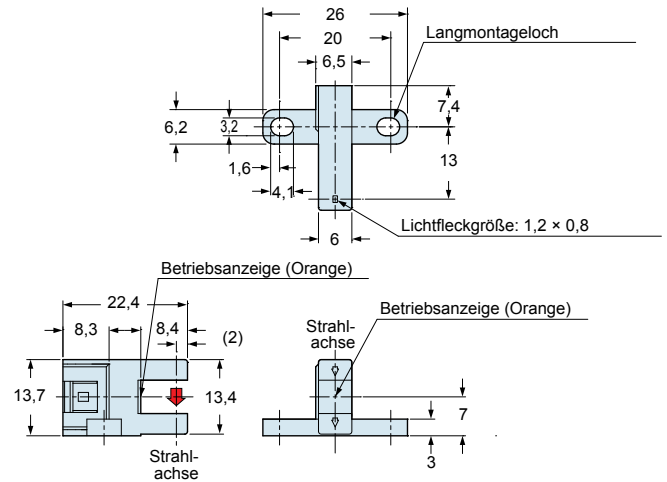 26
20
Langmontageloch
6,5
7,4
6,2
3,2
13
1,6
4,1
Lichtfleckgröße: 1,2 × 0,8
6
Betriebsanzeige (Orange)
22,4
Betriebsanzeige (Orange)
8,3
8,4
(2)
Strahl-
achse
13,7
13,4
7
3
Strahl-
achse